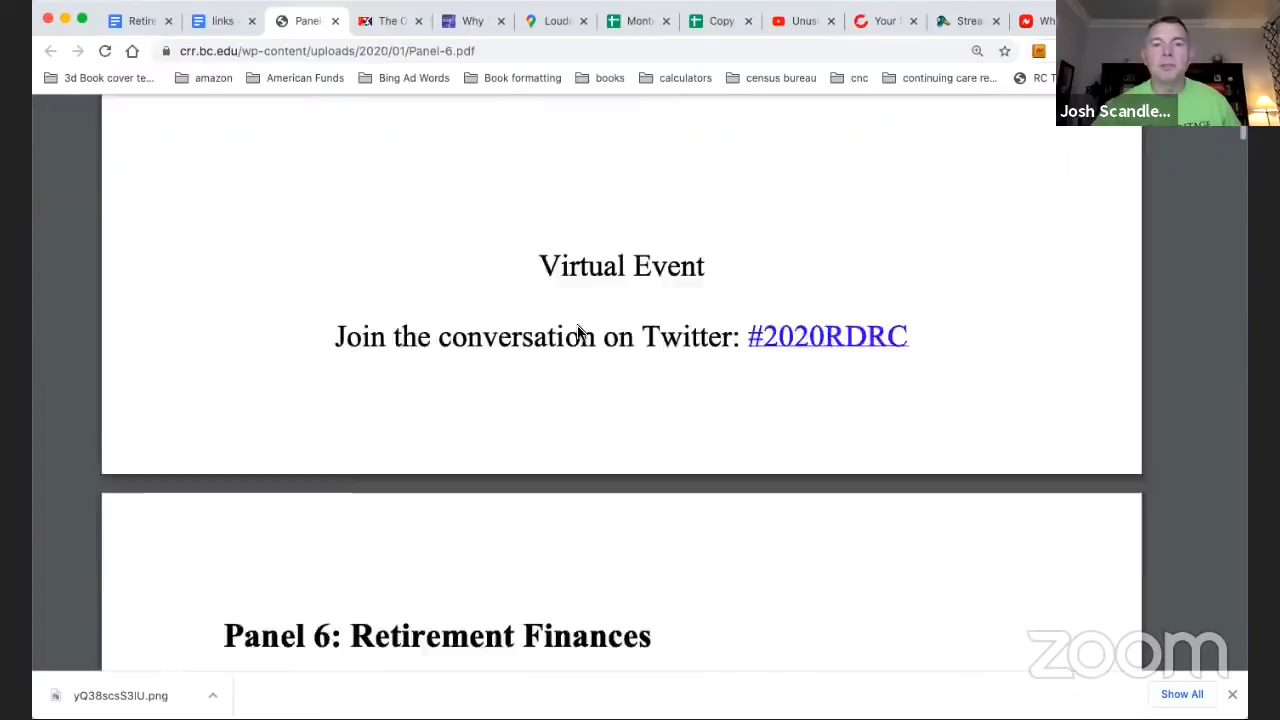 Retire
links -
Panel-
The O
Why
Loud
Mont
Copy
Unus
Your
Strea
Wh
crr.bc.edu/wp-content/uploads/2020/01/Panel-6.pdf
3d Book cover te...
amazon
American Funds
Bing Ad Words
Book formatting
books
calculators
census bureau
cnc
continuing care re...
RC T
Josh Scandle...
Virtual Event
Join the conversation on Twitter: #2020RDRC
Panel 6: Retirement Finances
zoom
yQ38scsS3IU.png
Show All